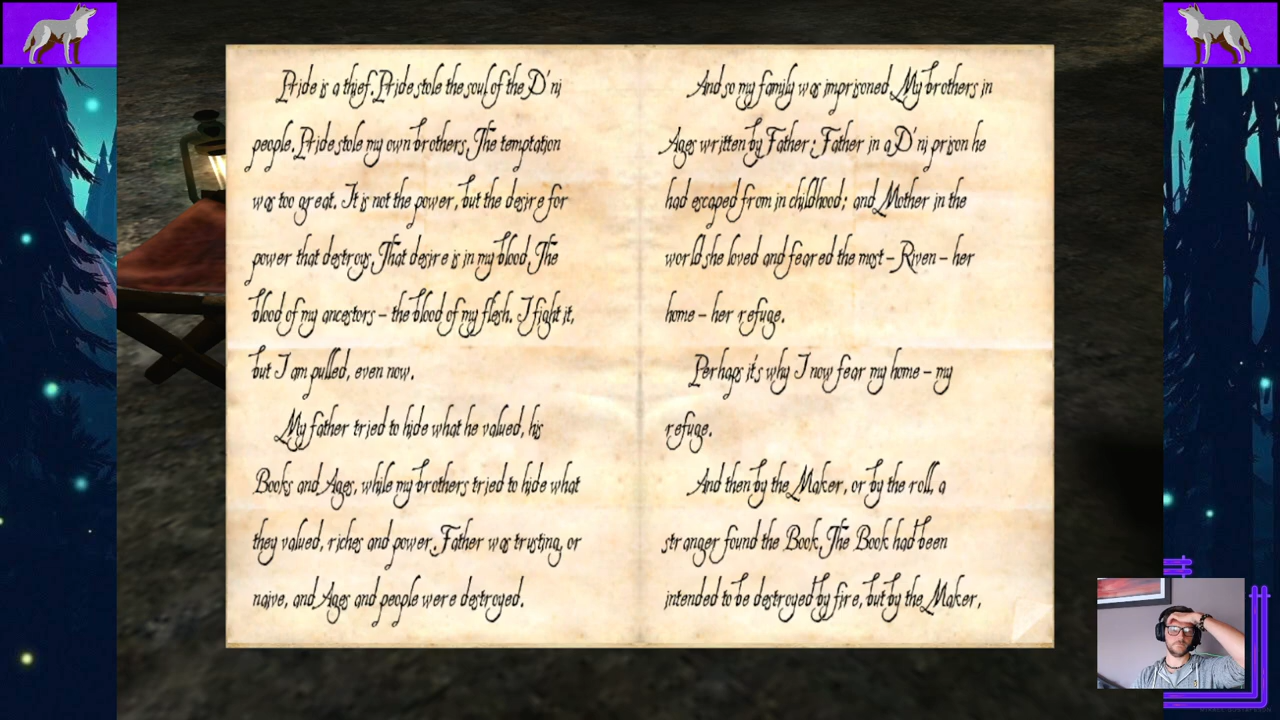 Pride is a thief. Pride stole the soul of the D'ni
people. Pride stole my own brothers. The temptation
was too great. It is not the power, but the desire for
power that destroys. That desire is in my blood. The
blood of my ancestors – the blood of my flesh. I fight it,
but I am pulled, even now.
My father tried to hide what he valued, his
Books and Ages, while my brothers tried to hide what
they valued, riches and power. Father was trusting, or
naive, and Ages and people were destroyed.
And so my family was imprisoned. My brothers in
Ages written by Father; Father in a D'ni prison he
had escaped from in childhood; and Mother in the
world she loved and feared the most – Riven – her
home – her refuge.
Perhaps it's why I now fear my home – my
refuge.
And then by the Maker, or by the roll, a
stranger found the Book. The Book had been
intended to be destroyed by fire, but by the Maker,